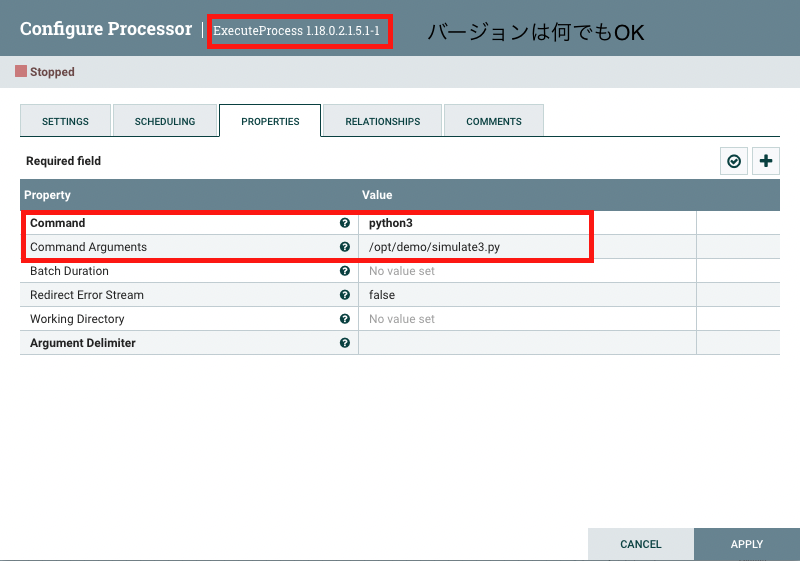 Configure Processor | ExecuteProcess 1.18.0.2.1.5.1-1 バージョンは何でもOK
Stopped
SETTINGS SCHEDULING PROPERTIES RELATIONSHIPS COMMENTS
Required field
Property Value
Command python3
Command Arguments /opt/demo/simulate3.py
Batch Duration No value set
Redirect Error Stream false
Working Directory No value set
Argument Delimiter
CANCEL APPLY